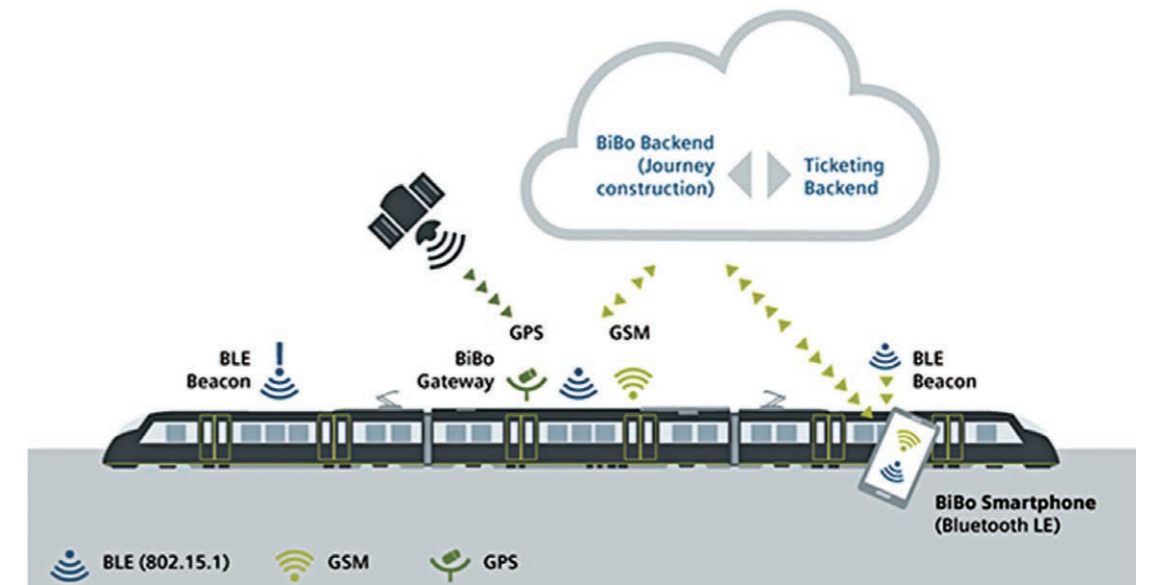 BiBo Backend
(Journey
construction)
Ticketing
Backend
GPS
GSM
BLE
Beacon
BiBo
Gateway
BLE
Beacon
BiBo Smartphone
(Bluetooth LE)
BLE (802.15.1)
GSM
GPS